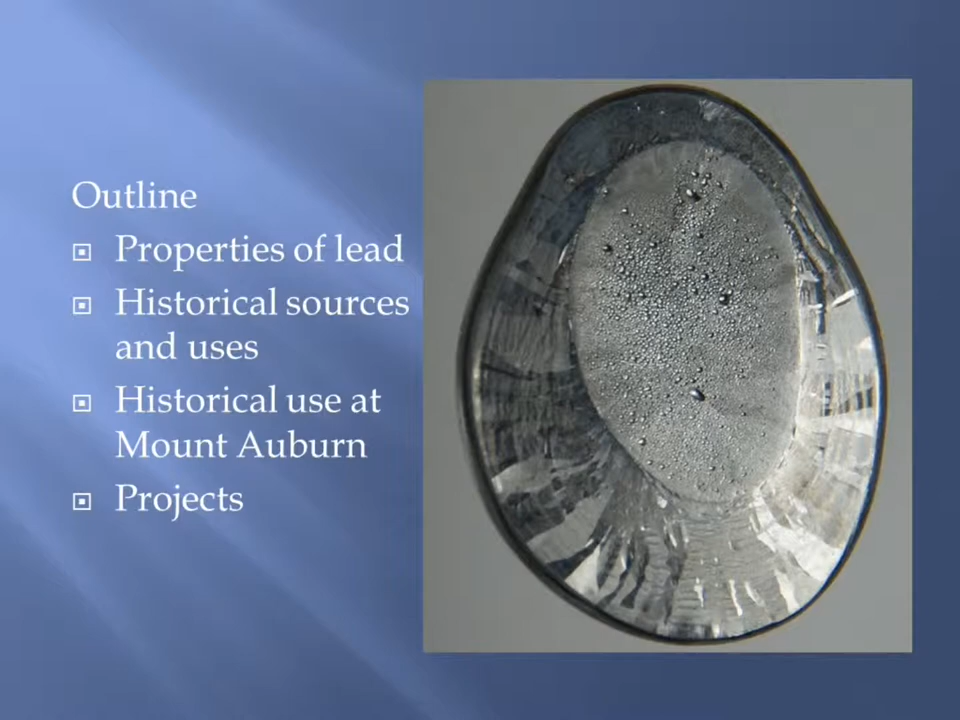 Outline
Properties of lead
Historical sources
and uses
Historical use at
Mount Auburn
Projects